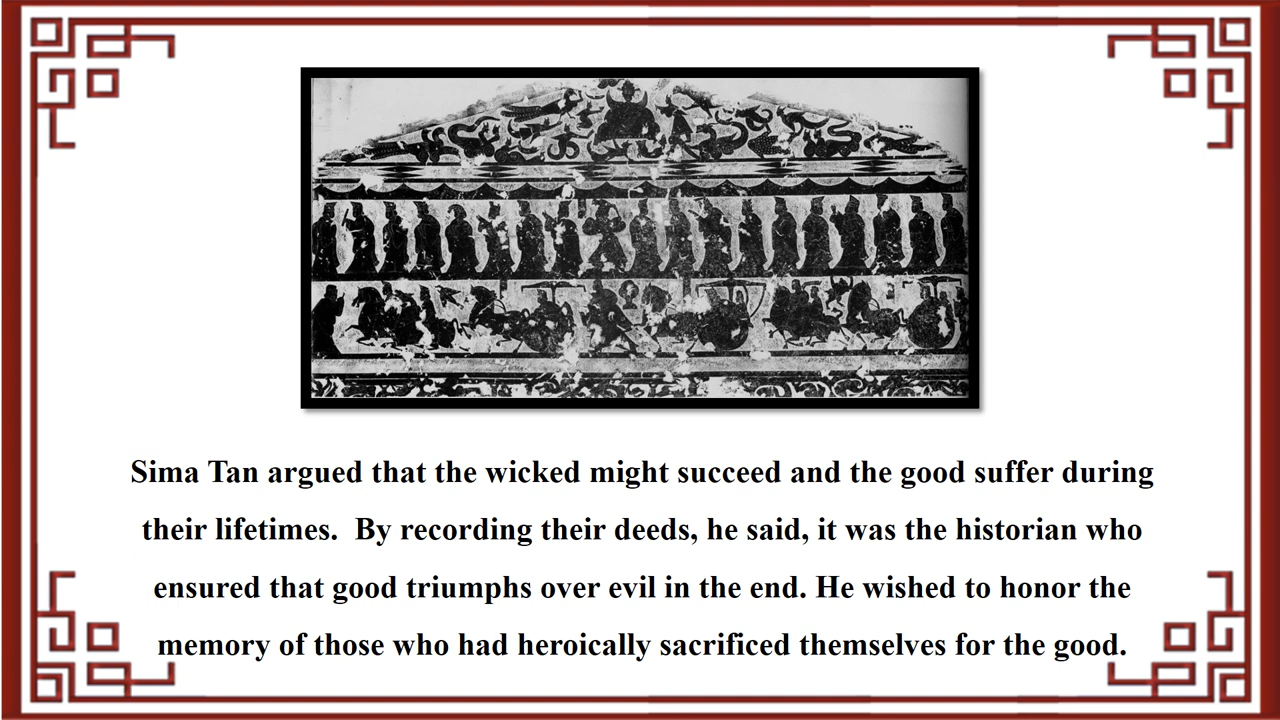 Sima Tan argued that the wicked might succeed and the good suffer during
their lifetimes.  By recording their deeds, he said, it was the historian who
ensured that good triumphs over evil in the end. He wished to honor the
memory of those who had heroically sacrificed themselves for the good.